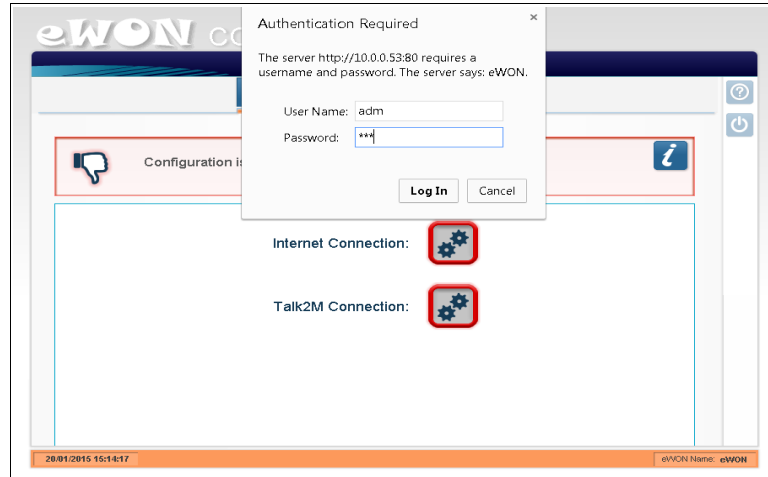 eWON CO
Authentication Required
The server http://10.0.0.53:80 requires a
username and password. The server says: eWON.
User Name: adm
Password: ***
Log In Cancel
Configuration is
Internet Connection:
Talk2M Connection:
20/01/2015 15:14:17
eWON Name: eWON